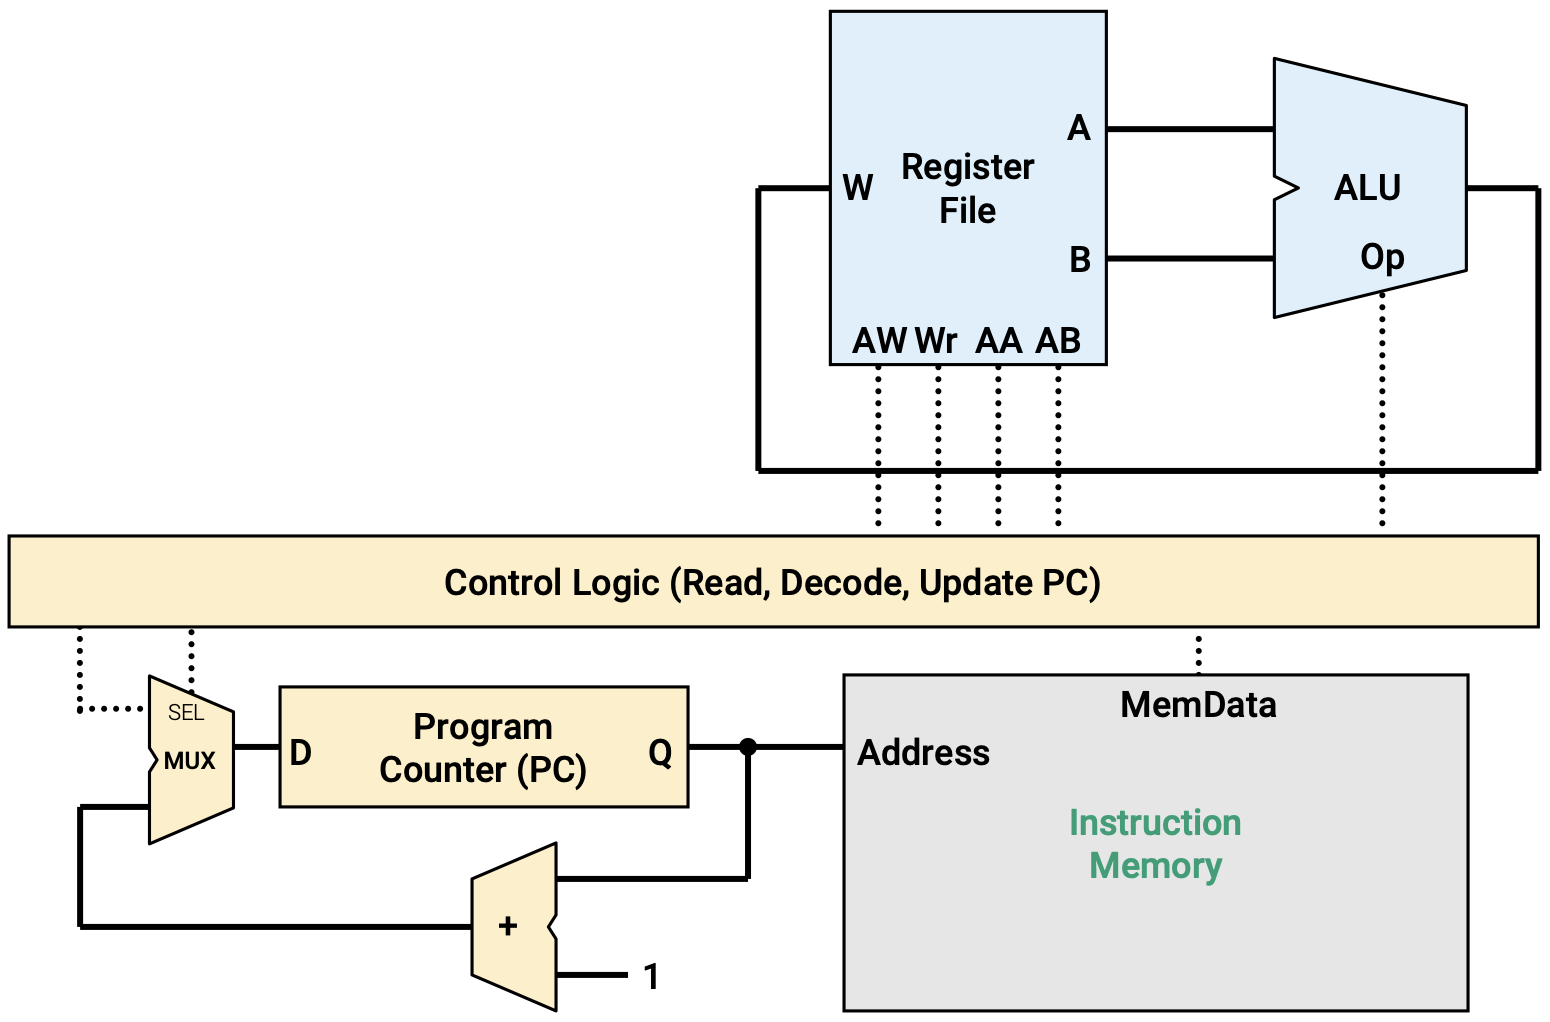 A
Register
File
W
ALU
B
Op
AW Wr AA AB
Control Logic (Read, Decode, Update PC)
SEL
MUX
D
Program
Counter (PC)
Q
MemData
Address
Instruction
Memory
+
1